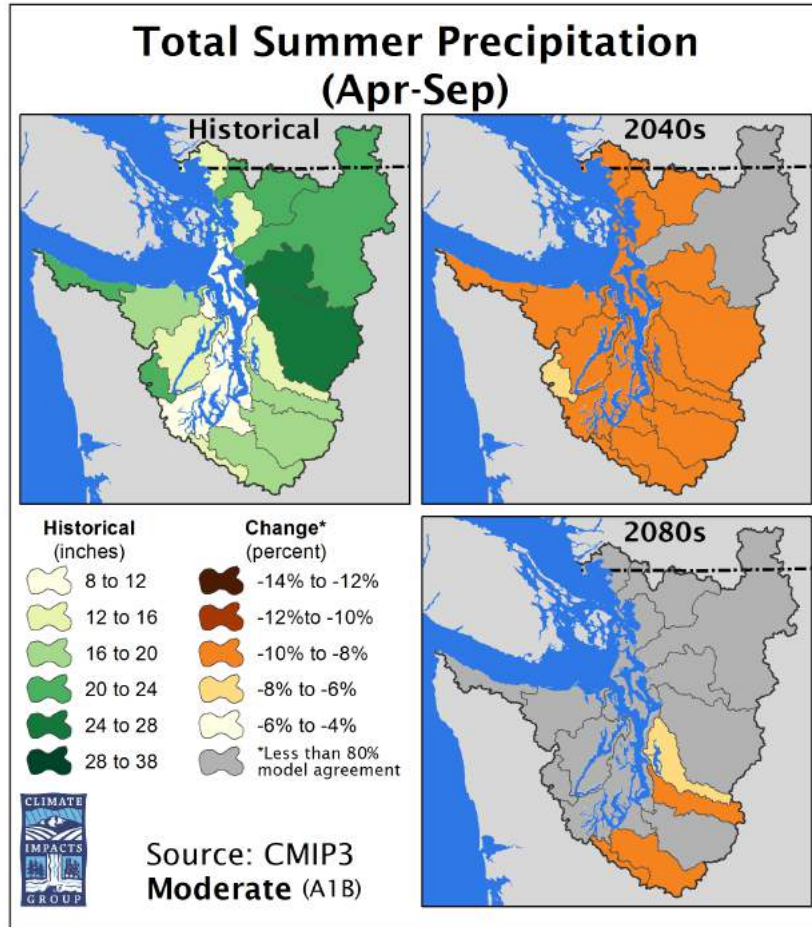 Total Summer Precipitation
(Apr-Sep)
Historical
2040s
Historical
(inches)
8 to 12
12 to 16
16 to 20
20 to 24
24 to 28
28 to 38
Change*
(percent)
-14% to -12%
-12%to -10%
-10% to -8%
-8% to -6%
-6% to -4%
*Less than 80%
model agreement
2080s
CLIMATE
IMPACTS
GROUP
Source: CMIP3
Moderate (A1B)